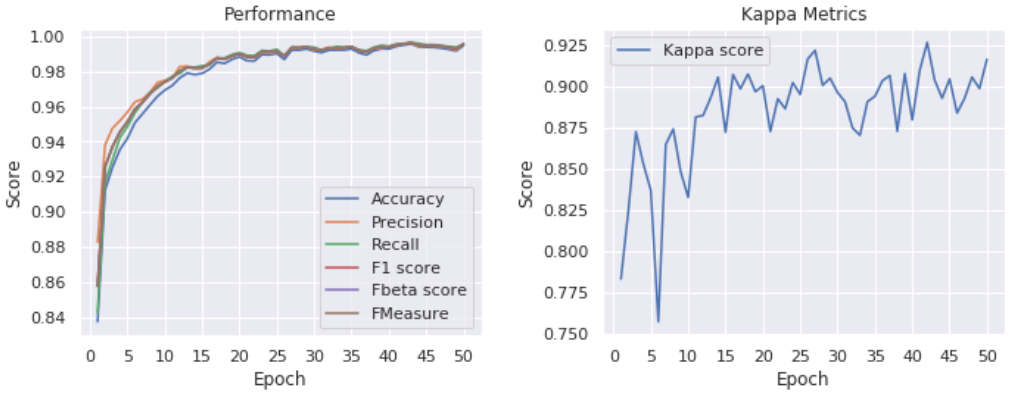 Performance
Score
1.00
0.98
0.96
0.94
0.92
0.90
0.88
0.86
0.84
Accuracy
Precision
Recall
F1 score
Fbeta score
FMeasure
0 5 10 15 20 25 30 35 40 45 50
Epoch
Kappa Metrics
Score
0.925
0.900
0.875
0.850
0.825
0.800
0.775
0.750
Kappa score
0 5 10 15 20 25 30 35 40 45 50
Epoch